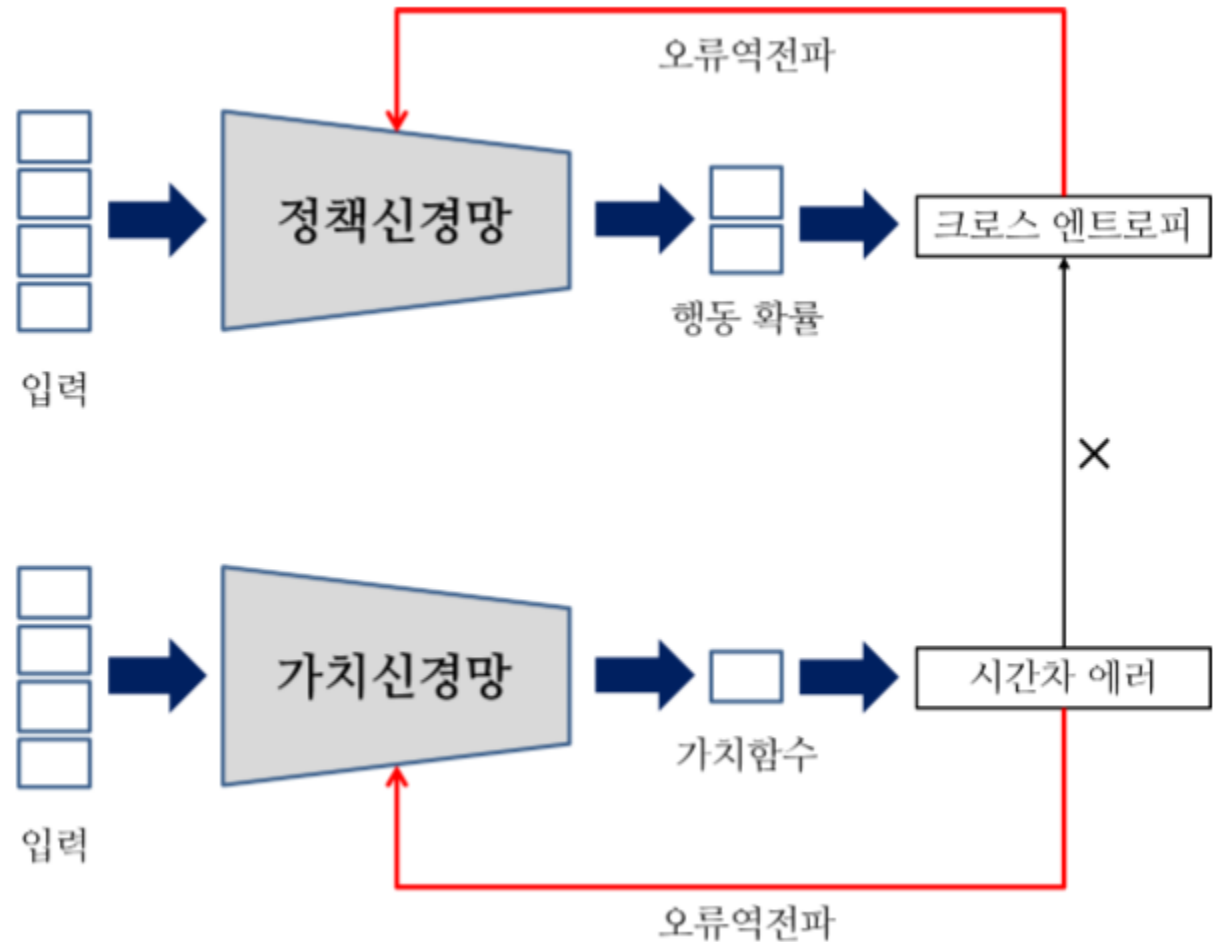 오류역전파
정책신경망
크로스 엔트로피
행동 확률
입력
×
가치신경망
시간차 에러
가치함수
입력
오류역전파